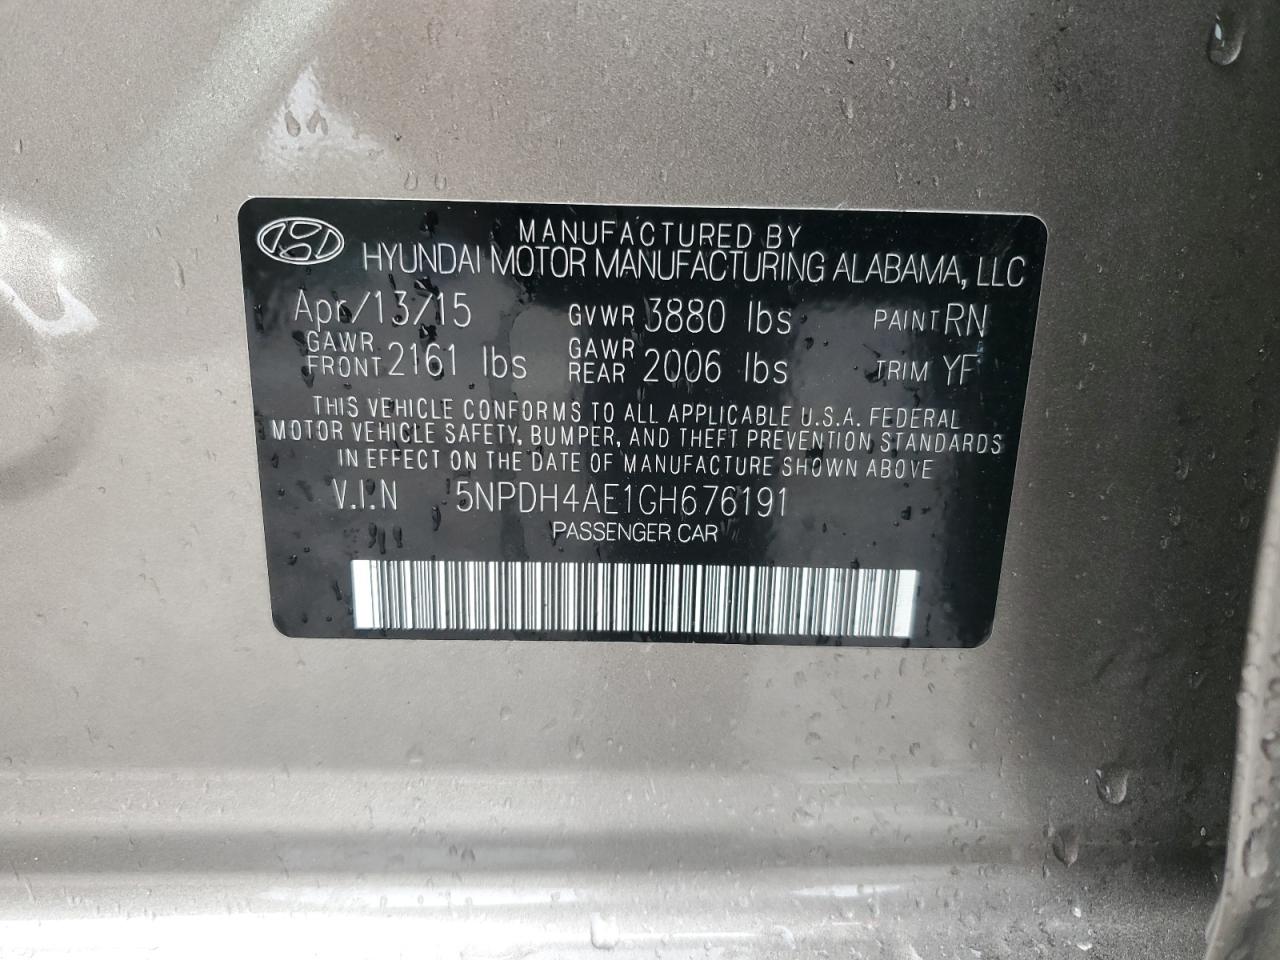 MANUFACTURED BY
HYUNDAI MOTOR MANUFACTURING ALABAMA, LLC
Apr/13/15 GVWR 3880 lbs PAINT RN
GAWR FRONT 2161 lbs GAWR REAR 2006 lbs TRIM YF
THIS VEHICLE CONFORMS TO ALL APPLICABLE U.S.A. FEDERAL
MOTOR VEHICLE SAFETY, BUMPER, AND THEFT PREVENTION STANDARDS
IN EFFECT ON THE DATE OF MANUFACTURE SHOWN ABOVE
V.I.N 5NPDH4AE1GH676191
PASSENGER CAR